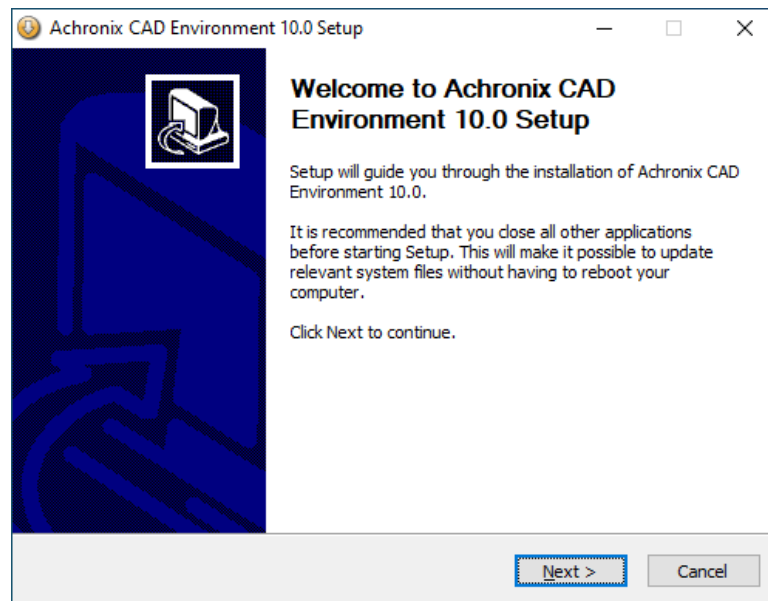 Achronix CAD Environment 10.0 Setup
Welcome to Achronix CAD
Environment 10.0 Setup
Setup will guide you through the installation of Achronix CAD
Environment 10.0.
It is recommended that you close all other applications
before starting Setup. This will make it possible to update
relevant system files without having to reboot your
computer.
Click Next to continue.
Next >
Cancel